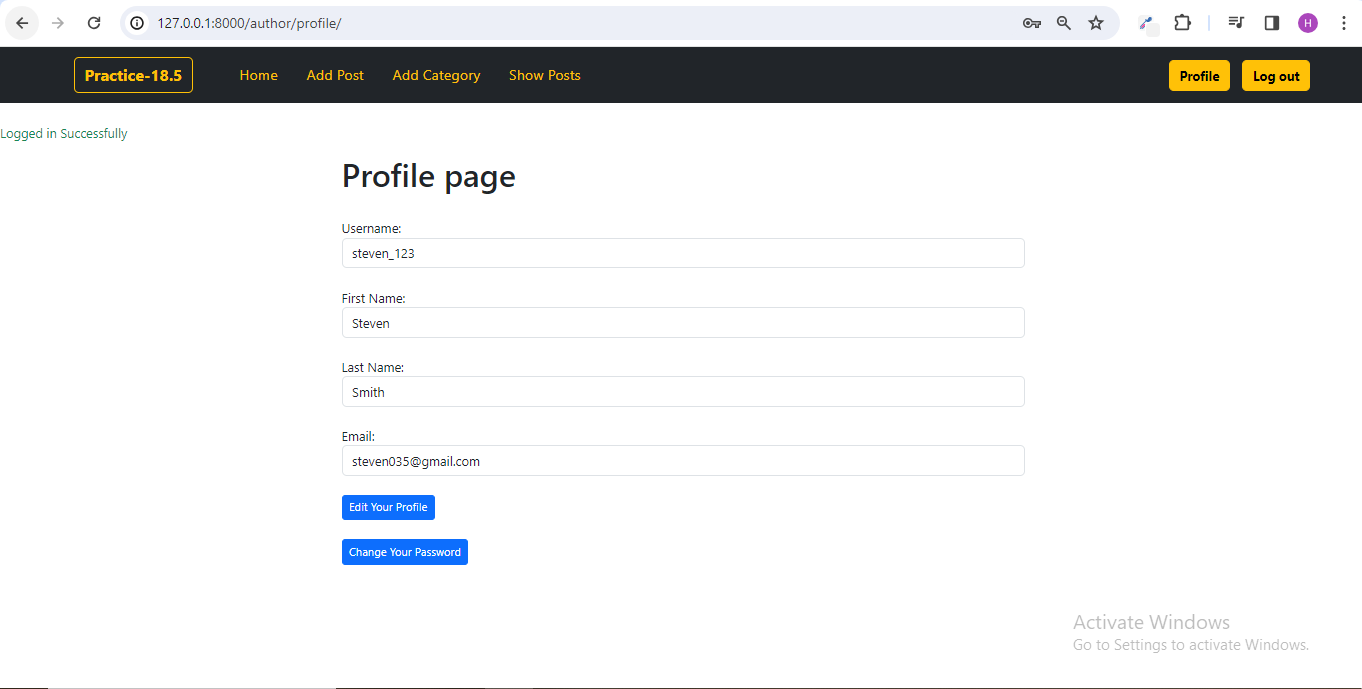 127.0.0.1:8000/author/profile/
H
Practice-18.5 Home Add Post Add Category Show Posts Profile Log out
Logged in Successfully
Profile page
Username:
steven_123
First Name:
Steven
Last Name:
Smith
Email:
steven035@gmail.com
Edit Your Profile
Change Your Password
Activate Windows
Go to Settings to activate Windows.